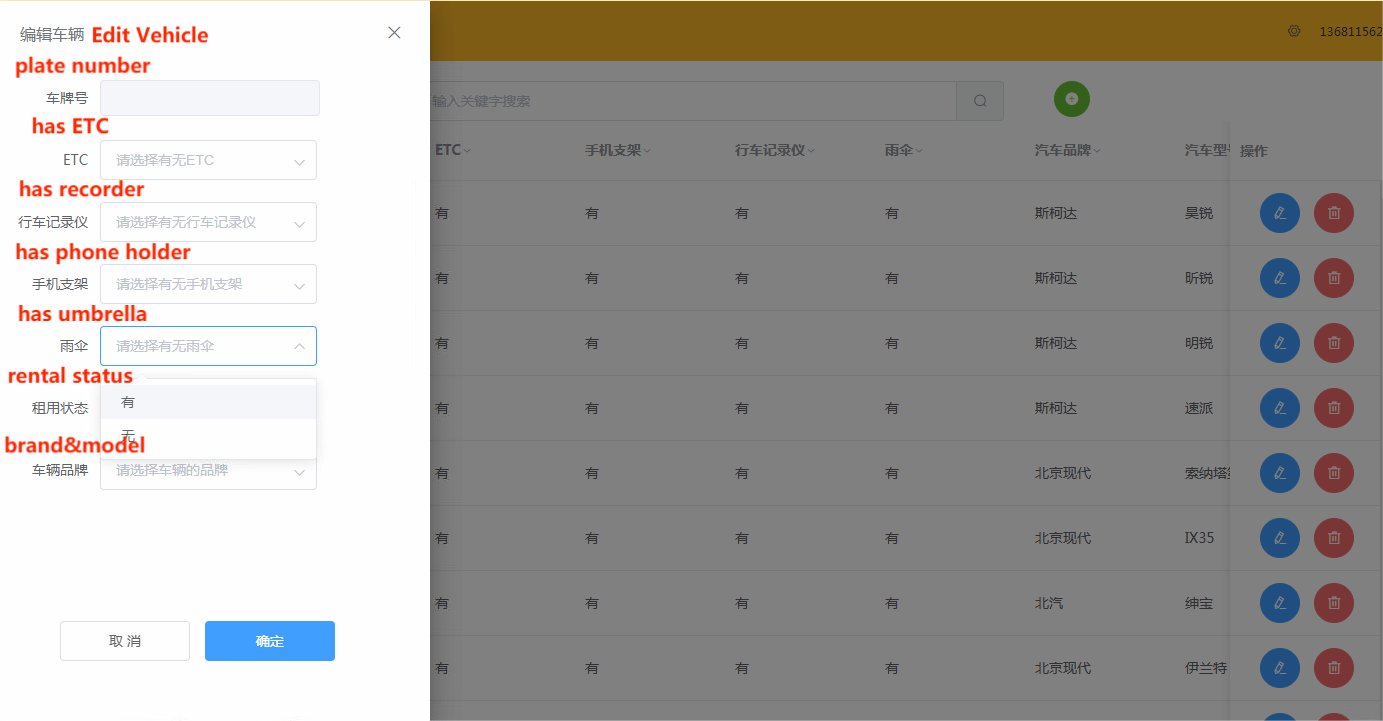 编辑车辆 Edit Vehicle
136811562
plate number
车牌号
输入关键字搜索
has ETC
ETC 请选择有无ETC
ETC 手机支架 行车记录仪 雨伞 汽车品牌 汽车型 操作
has recorder
行车记录仪 请选择有无行车记录仪
有 有 有 有 斯柯达 昊锐
has phone holder
手机支架 请选择有无手机支架
有 有 有 有 斯柯达 昕锐
has umbrella
雨伞 请选择有无雨伞
有 有 有 有 斯柯达 明锐
rental status
租用状态 有
有 有 有 有 斯柯达 速派
无
brand&model
车辆品牌 请选择车辆的品牌
有 有 有 有 北京现代 索纳塔
有 有 有 有 北京现代 IX35
有 有 有 有 北汽 绅宝
取 消 确定
有 有 有 有 北京现代 伊兰特